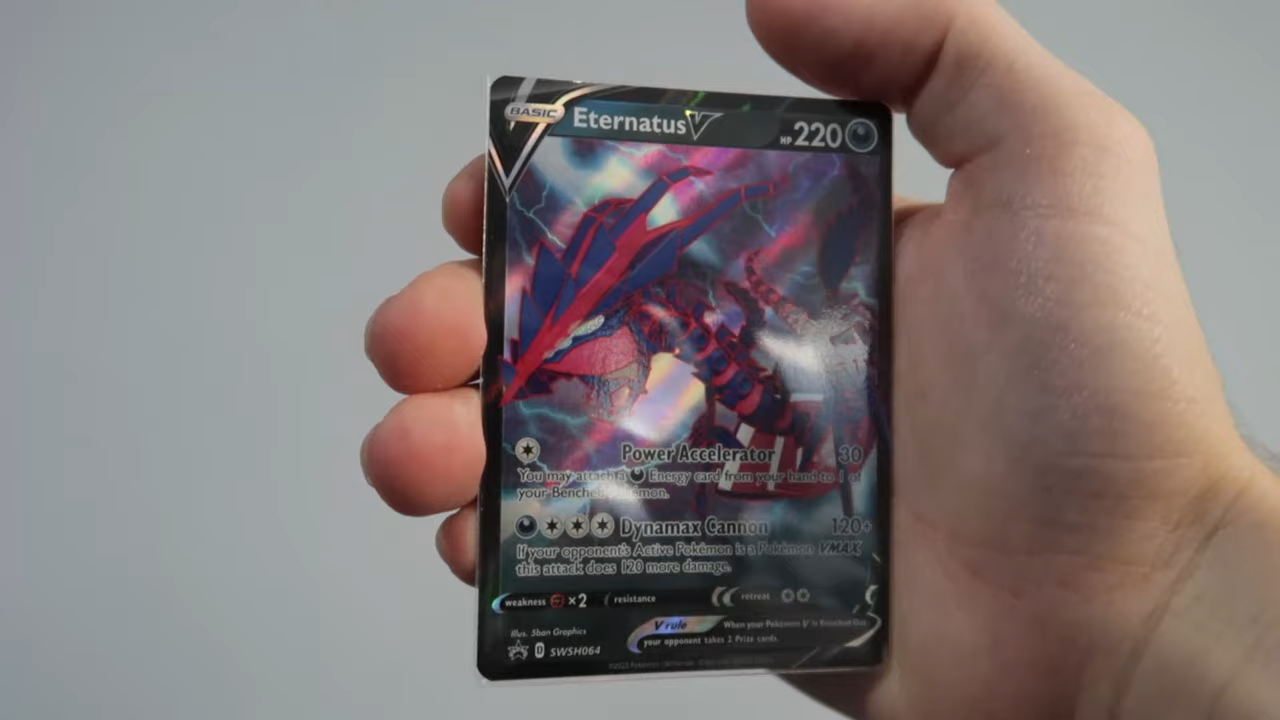 BASIC Eternatus V HP 220
Power Accelerator 30
You may attach a Energy card from your hand to 1 of
your Benched Pokémon.
Dynamax Cannon 120+
If your opponent's Active Pokémon is a Pokémon VMAX,
this attack does 120 more damage.
weakness ×2 resistance retreat
V rule When your Pokémon V is Knocked Out,
your opponent takes 2 Prize cards.
Illus. 5ban Graphics
D SWSH064